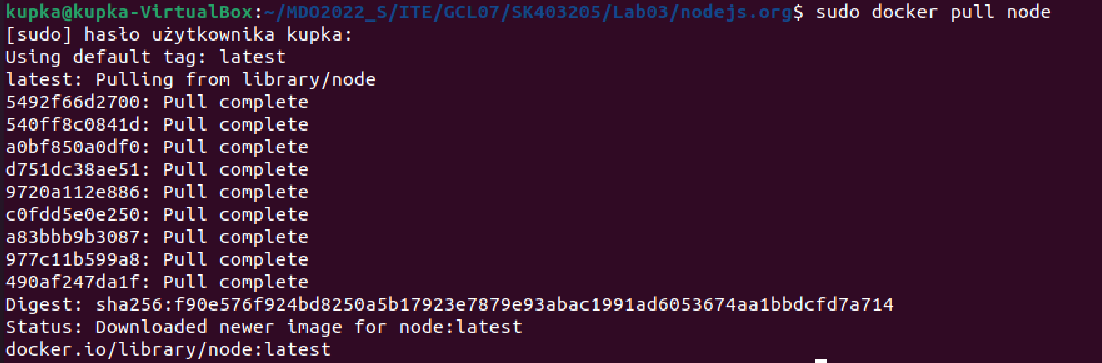 kupka@kupka-VirtualBox:~/MDO2022_S/ITE/GCL07/SK403205/Lab03/nodejs.org$ sudo docker pull node
[sudo] hasło użytkownika kupka:
Using default tag: latest
latest: Pulling from library/node
5492f66d2700: Pull complete
540ff8c0841d: Pull complete
a0bf850a0df0: Pull complete
d751dc38ae51: Pull complete
9720a112e886: Pull complete
c0fdd5e0e250: Pull complete
a83bbb9b3087: Pull complete
977c11b599a8: Pull complete
490af247da1f: Pull complete
Digest: sha256:f90e576f924bd8250a5b17923e7879e93abac1991ad6053674aa1bbdcfd7a714
Status: Downloaded newer image for node:latest
docker.io/library/node:latest